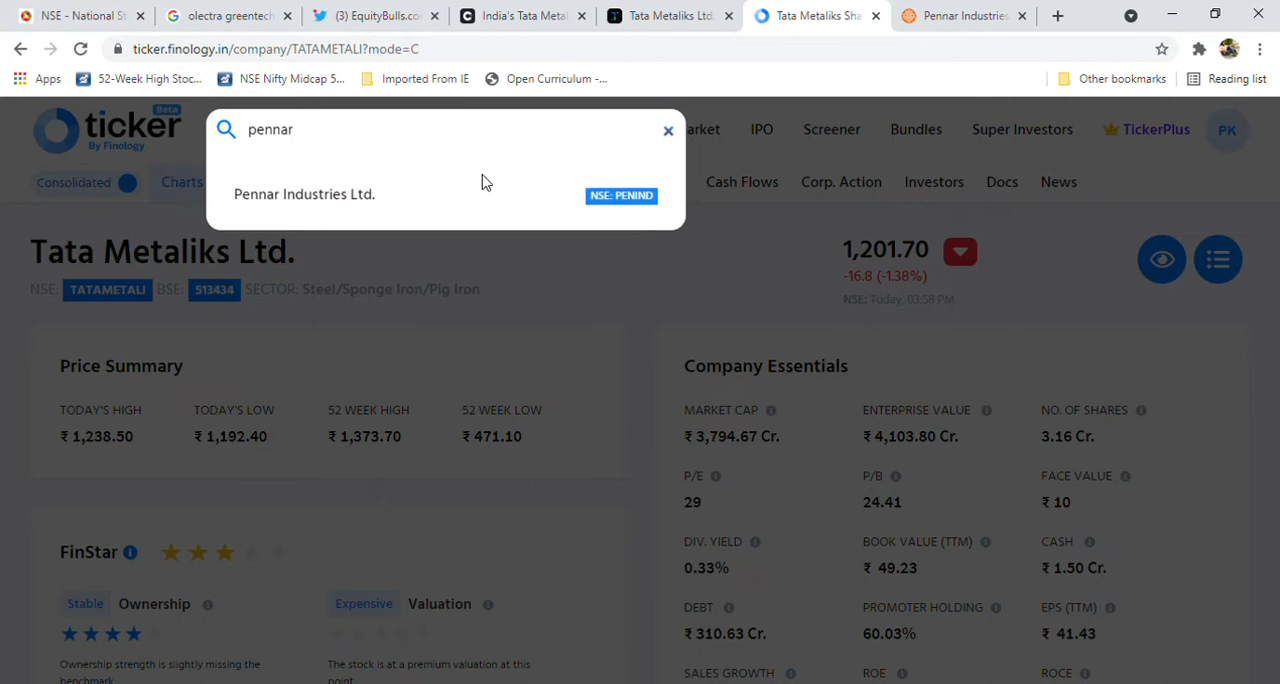 NSE - National St
olectra greentech
(3) EquityBulls.co
India's Tata Metal
Tata Metaliks Ltd.
Tata Metaliks Sha
Pennar Industries
ticker.finology.in/company/TATAMETALI?mode=C
Apps
52-Week High Stoc...
NSE Nifty Midcap 5...
Imported From IE
Open Curriculum -...
Other bookmarks
Reading list
ticker Beta
By Finology
pennar
arket
IPO
Screener
Bundles
Super Investors
TickerPlus
PK
Consolidated
Charts
Pennar Industries Ltd.
NSE: PENIND
Cash Flows
Corp. Action
Investors
Docs
News
Tata Metaliks Ltd.
NSE: TATAMETALI BSE: 513434 SECTOR: Steel/Sponge Iron/Pig Iron
1,201.70
-16.8 (-1.38%)
NSE: Today, 03:58 PM
Price Summary
TODAY'S HIGH TODAY'S LOW 52 WEEK HIGH 52 WEEK LOW
₹ 1,238.50 ₹ 1,192.40 ₹ 1,373.70 ₹ 471.10
FinStar
Stable Ownership
Ownership strength is slightly missing the
benchmark.
Expensive Valuation
The stock is at a premium valuation at this
point.
Company Essentials
MARKET CAP ENTERPRISE VALUE NO. OF SHARES
₹ 3,794.67 Cr. ₹ 4,103.80 Cr. 3.16 Cr.
P/E P/B FACE VALUE
29 24.41 ₹ 10
DIV. YIELD BOOK VALUE (TTM) CASH
0.33% ₹ 49.23 ₹ 1.50 Cr.
DEBT PROMOTER HOLDING EPS (TTM)
₹ 310.63 Cr. 60.03% ₹ 41.43
SALES GROWTH ROE ROCE